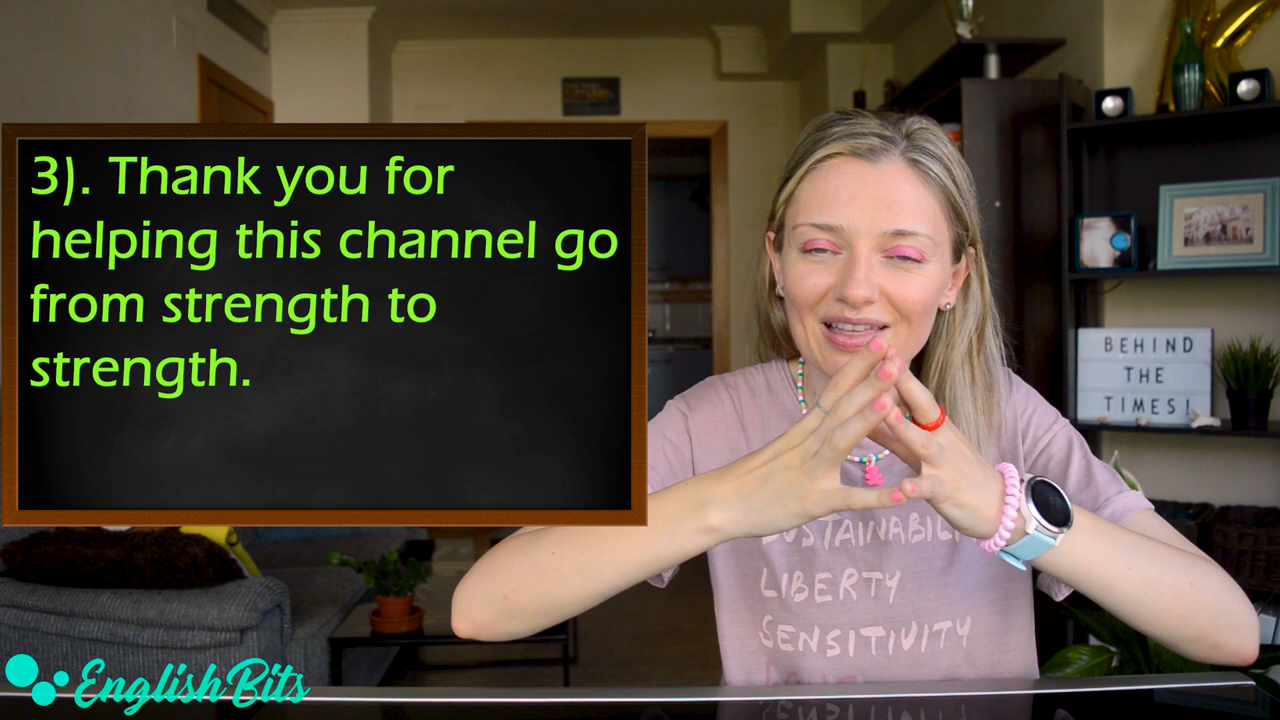 3). Thank you for
helping this channel go
from strength to
strength.
BEHIND
THE
TIMES!
LIBERTY
SENSITIVITY
EnglishBits